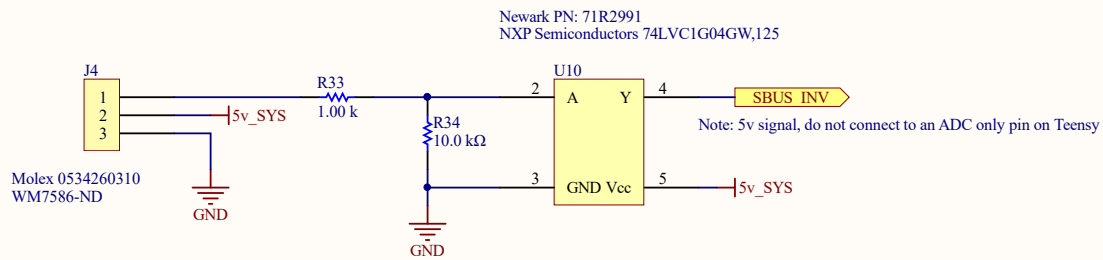 Newark PN: 71R2991
NXP Semiconductors 74LVC1G04GW,125
J4
1
2
3
5v_SYS
R33
1.00 k
R34
10.0 kΩ
U10
2
A
Y
4
3
GND
Vcc
5
SBUS_INV
Note: 5v signal, do not connect to an ADC only pin on Teensy
5v_SYS
Molex 0534260310
WM7586-ND
GND
GND